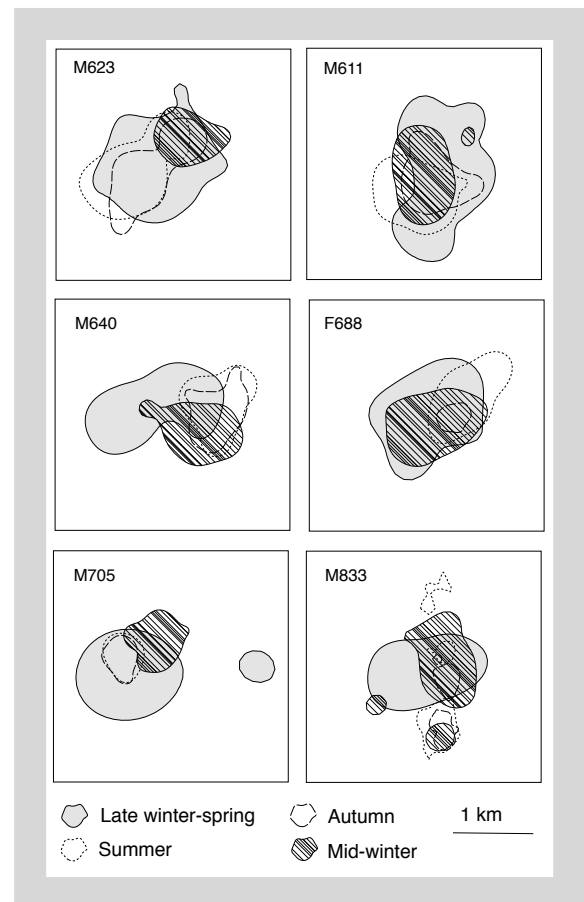 M623
M611
M640
F688
M705
M833
Late winter-spring
Autumn
1 km
Summer
Mid-winter